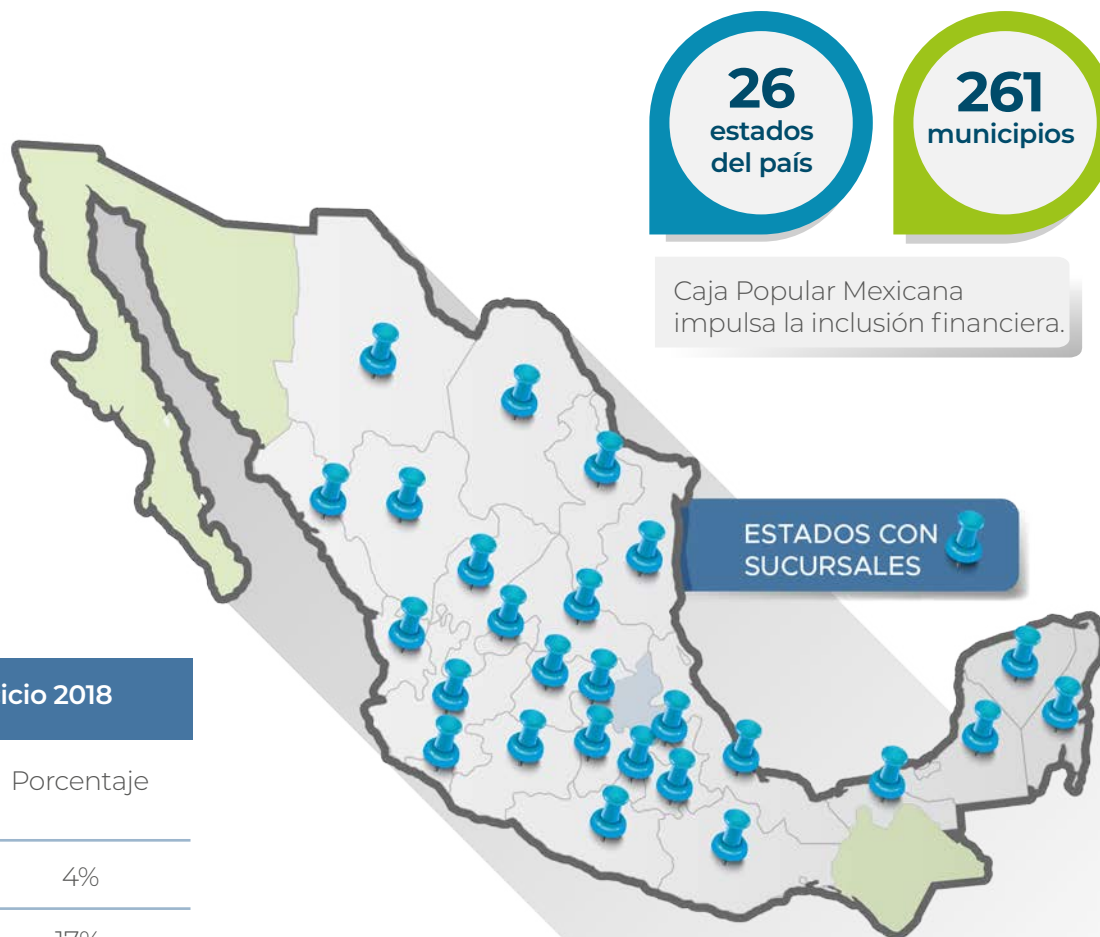 26
estados
del país
261
municipios
Caja Popular Mexicana
impulsa la inclusión financiera.
ESTADOS CON
SUCURSALES
icio 2018
Porcentaje
4%
17%